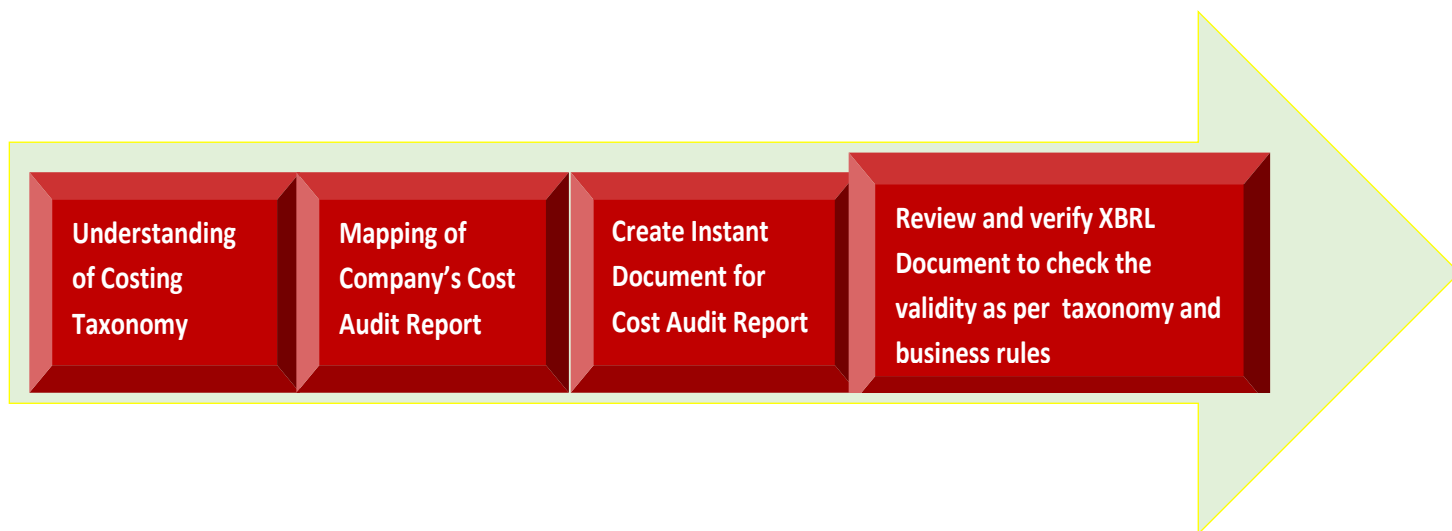 Understanding
of Costing
Taxonomy
Mapping of
Company’s Cost
Audit Report
Create Instant
Document for
Cost Audit Report
Review and verify XBRL
Document to check the
validity as per taxonomy and
business rules